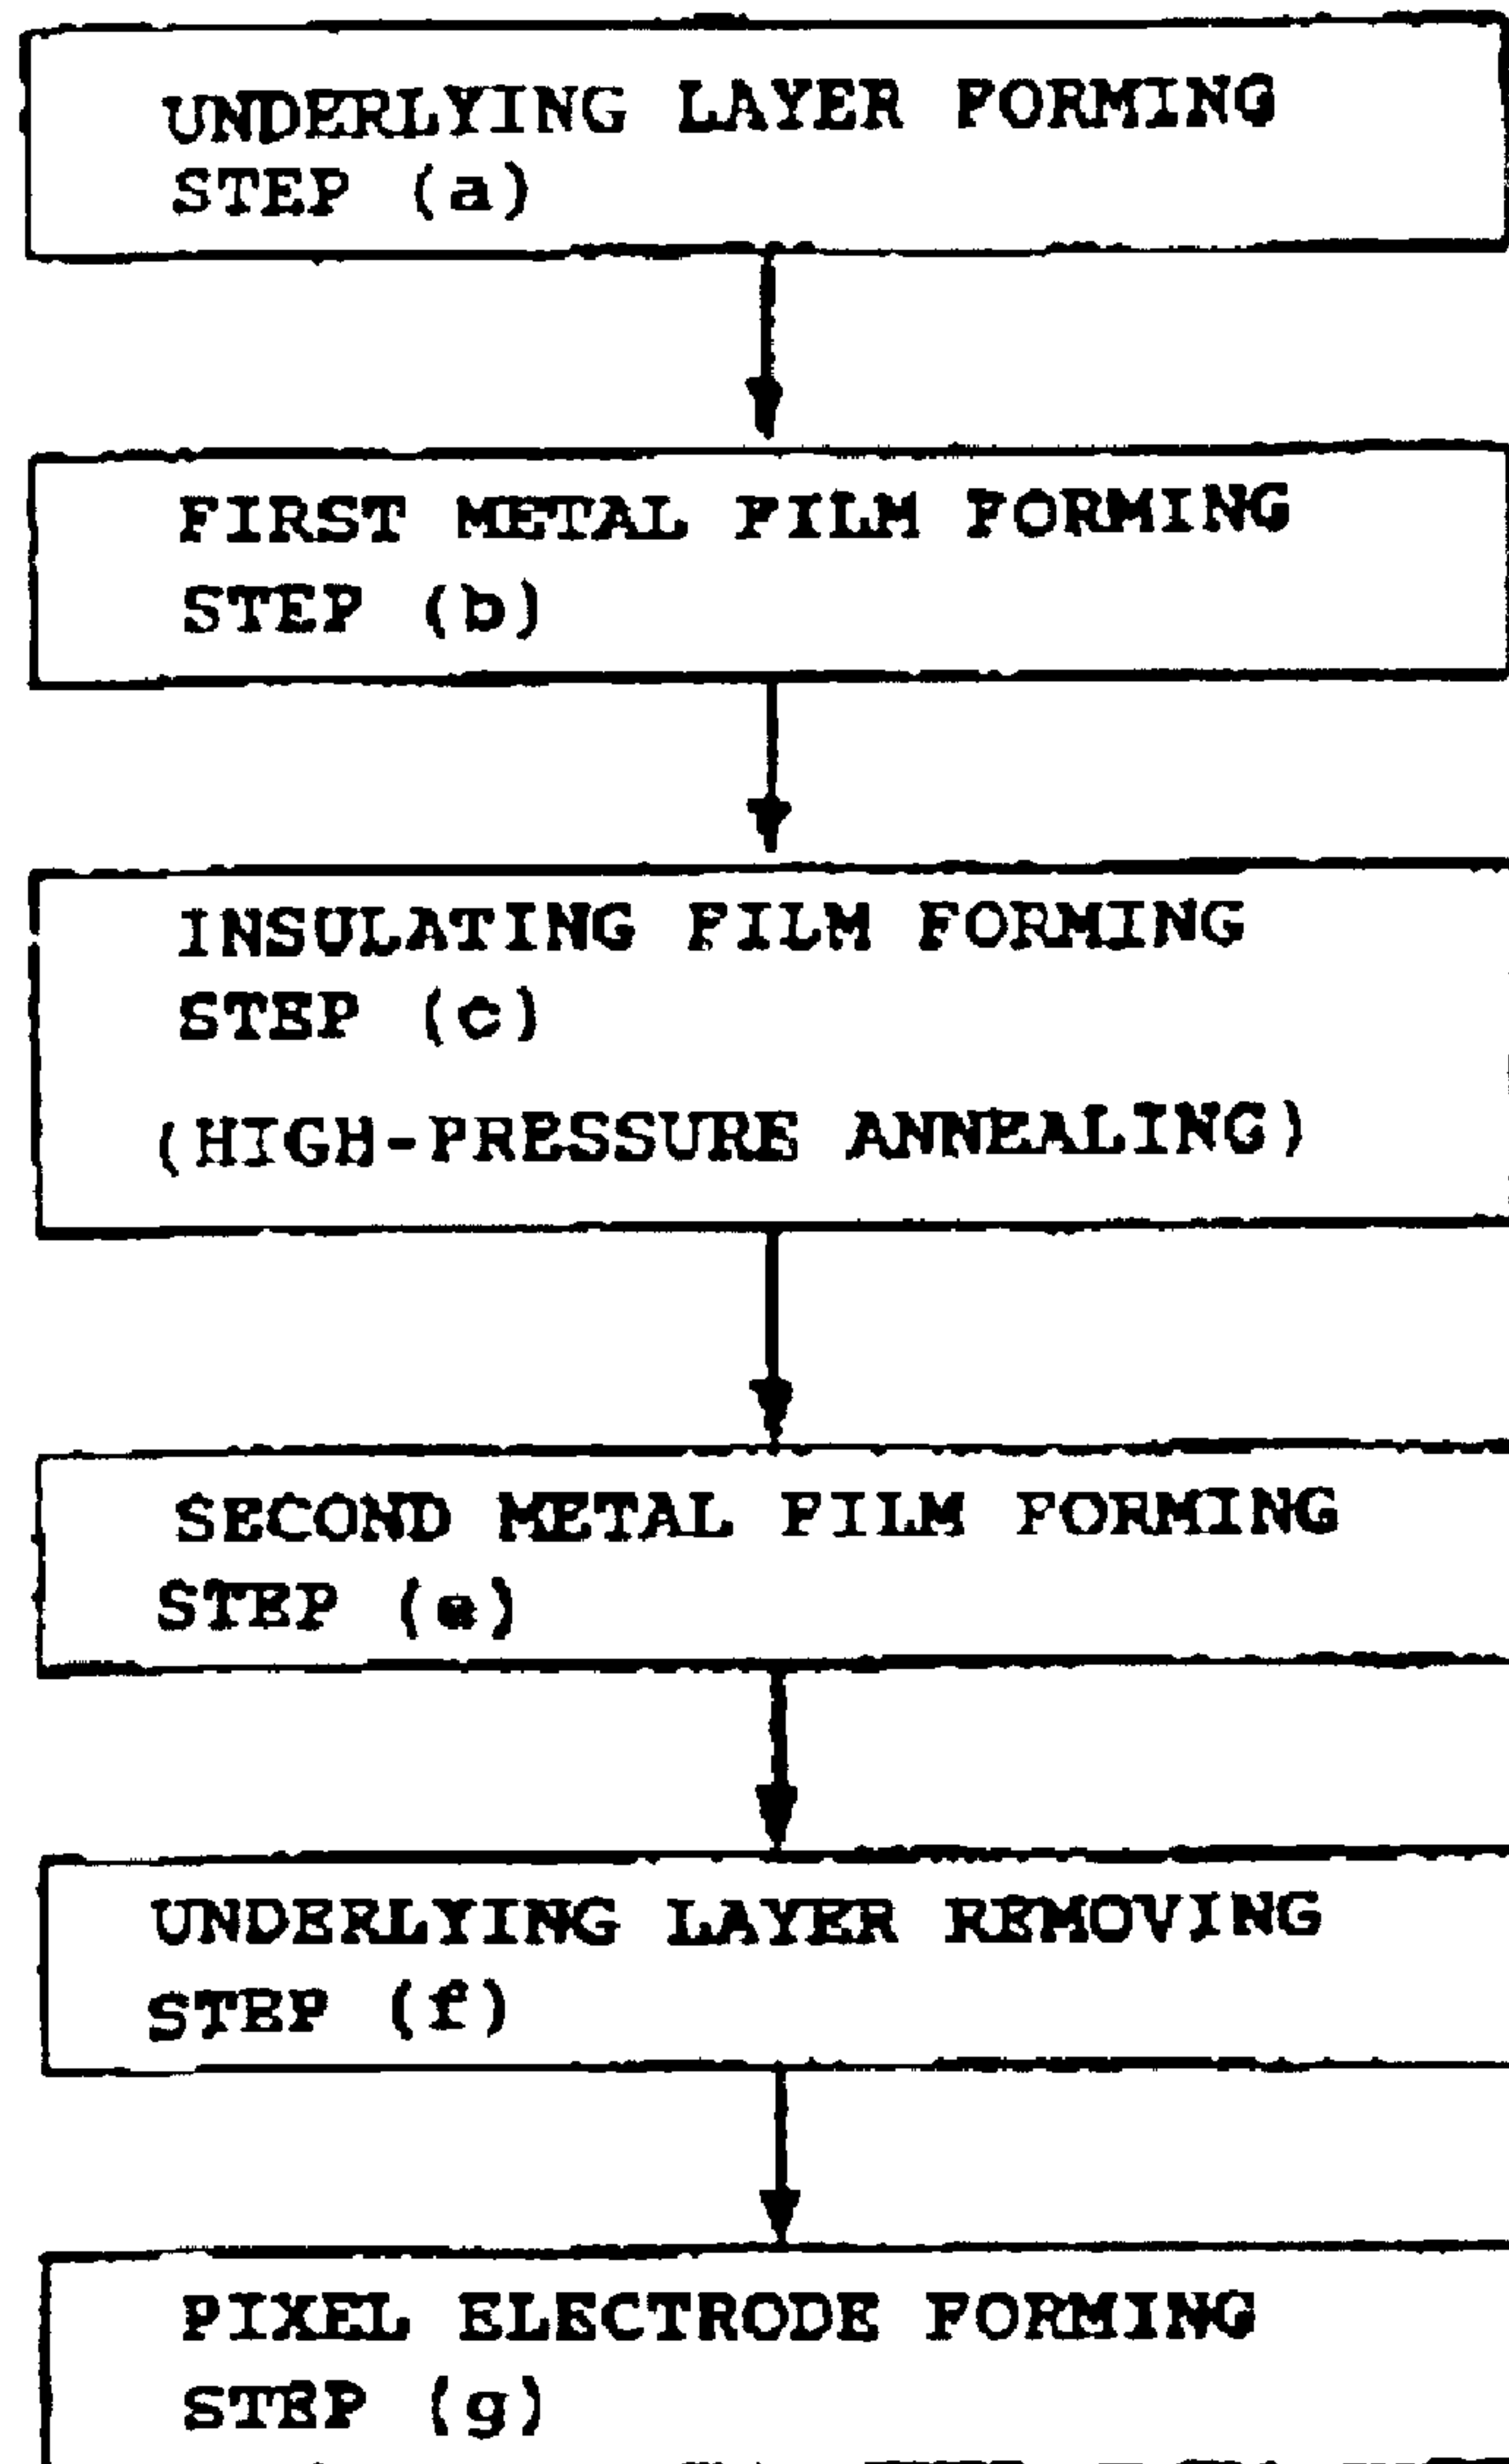 UNDERLYING LAYER FORMING
STEP (a)
FIRST METAL FILM FORMING
STEP (b)
INSULATING FILM FORMING
STEP (c)
(HIGH-PRESSURE ANNEALING)
SECOND METAL FILM FORMING
STEP (e)
UNDERLYING LAYER REMOVING
STEP (f)
PIXEL ELECTRODE FORMING
STEP (g)